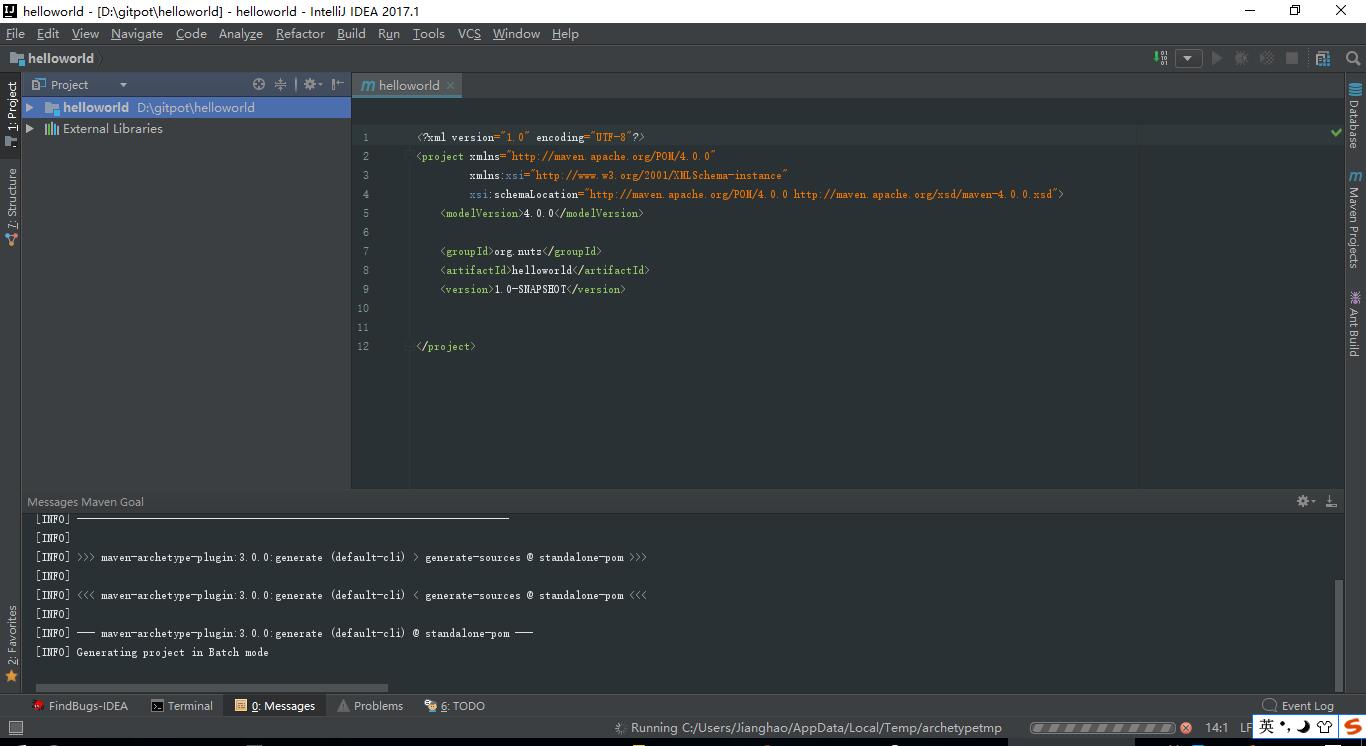 helloworld - [D:\gitpot\helloworld] - helloworld - IntelliJ IDEA 2017.1
File Edit View Navigate Code Analyze Refactor Build Run Tools VCS Window Help
helloworld
Project
helloworld
1: Project
7: Structure
2: Favorites
helloworld D:\gitpot\helloworld
External Libraries
1 <?xml version="1.0" encoding="UTF-8"?>
2 <project xmlns="http://maven.apache.org/POM/4.0.0"
3 xmlns:xsi="http://www.w3.org/2001/XMLSchema-instance"
4 xsi:schemaLocation="http://maven.apache.org/POM/4.0.0 http://maven.apache.org/xsd/maven-4.0.0.xsd">
5 <modelVersion>4.0.0</modelVersion>
6
7 <groupId>org.nutz</groupId>
8 <artifactId>helloworld</artifactId>
9 <version>1.0-SNAPSHOT</version>
10
11
12 </project>
Database
Maven Projects
Ant Build
Messages Maven Goal
[INFO] ------------------------------------------------------------------------
[INFO]
[INFO] >>> maven-archetype-plugin:3.0.0:generate (default-cli) > generate-sources @ standalone-pom >>>
[INFO]
[INFO] <<< maven-archetype-plugin:3.0.0:generate (default-cli) < generate-sources @ standalone-pom <<<
[INFO]
[INFO] --- maven-archetype-plugin:3.0.0:generate (default-cli) @ standalone-pom ---
[INFO] Generating project in Batch mode
FindBugs-IDEA Terminal 0: Messages Problems 6: TODO Event Log
Running C:/Users/Jianghao/AppData/Local/Temp/archetypetmp 14:1 LF 英